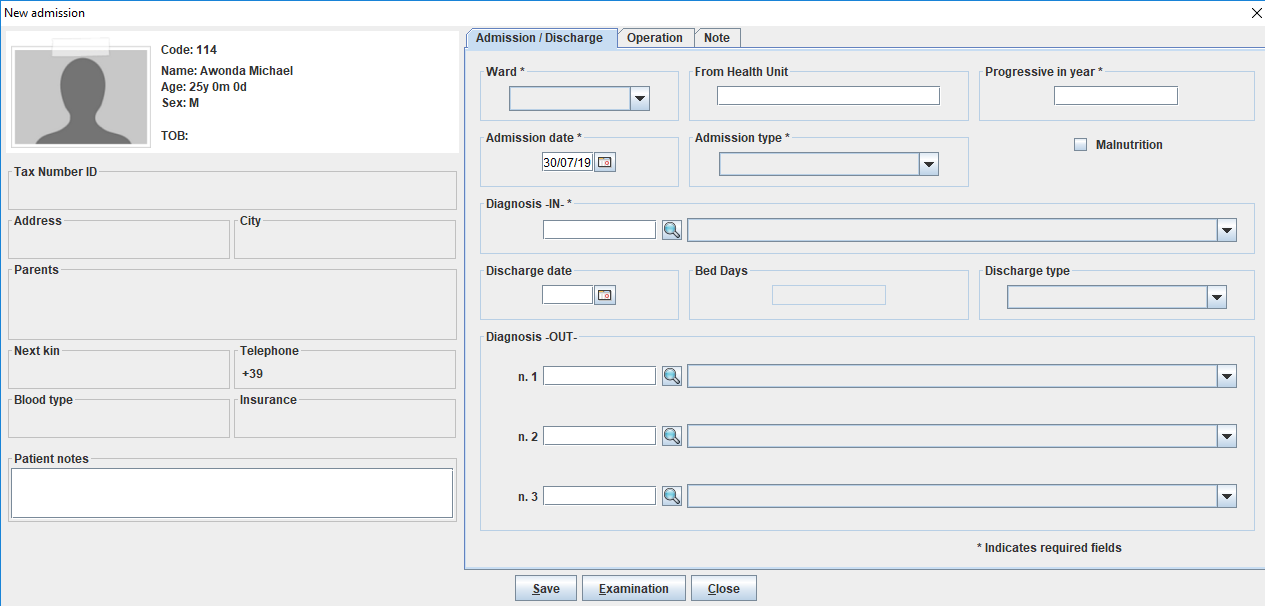 New admission
Code: 114
Name: Awonda Michael
Age: 25y 0m 0d
Sex: M
TOB:
Tax Number ID
Address City
Parents
Next kin Telephone
+39
Blood type Insurance
Patient notes
Admission / Discharge Operation Note
Ward * From Health Unit Progressive in year *
Admission date * Admission type * Malnutrition
30/07/19
Diagnosis -IN- *
Discharge date Bed Days Discharge type
Diagnosis -OUT-
n. 1
n. 2
n. 3
* Indicates required fields
Save Examination Close